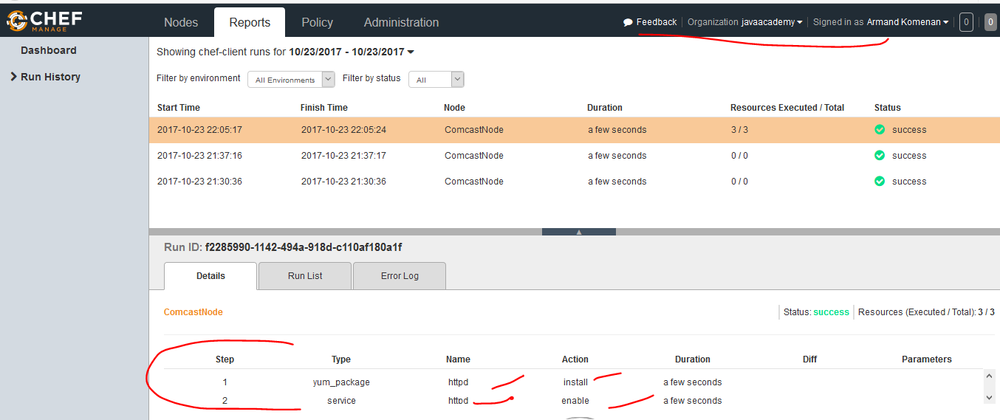 CHEF
MANAGE
Nodes Reports Policy Administration Feedback Organization javaacademy Signed in as Armand Komenan 0 0
Dashboard
Run History
Showing chef-client runs for 10/23/2017 - 10/23/2017
Filter by environment All Environments Filter by status All
Start Time Finish Time Node Duration Resources Executed / Total Status
2017-10-23 22:05:17 2017-10-23 22:05:24 ComcastNode a few seconds 3 / 3 success
2017-10-23 21:37:16 2017-10-23 21:37:17 ComcastNode a few seconds 0 / 0 success
2017-10-23 21:30:36 2017-10-23 21:30:36 ComcastNode a few seconds 0 / 0 success
Run ID: f2285990-1142-494a-918d-c110af180a1f
Details Run List Error Log
ComcastNode Status: success Resources (Executed / Total): 3 / 3
Step Type Name Action Duration Diff Parameters
1 yum_package httpd install a few seconds
2 service httpd enable a few seconds